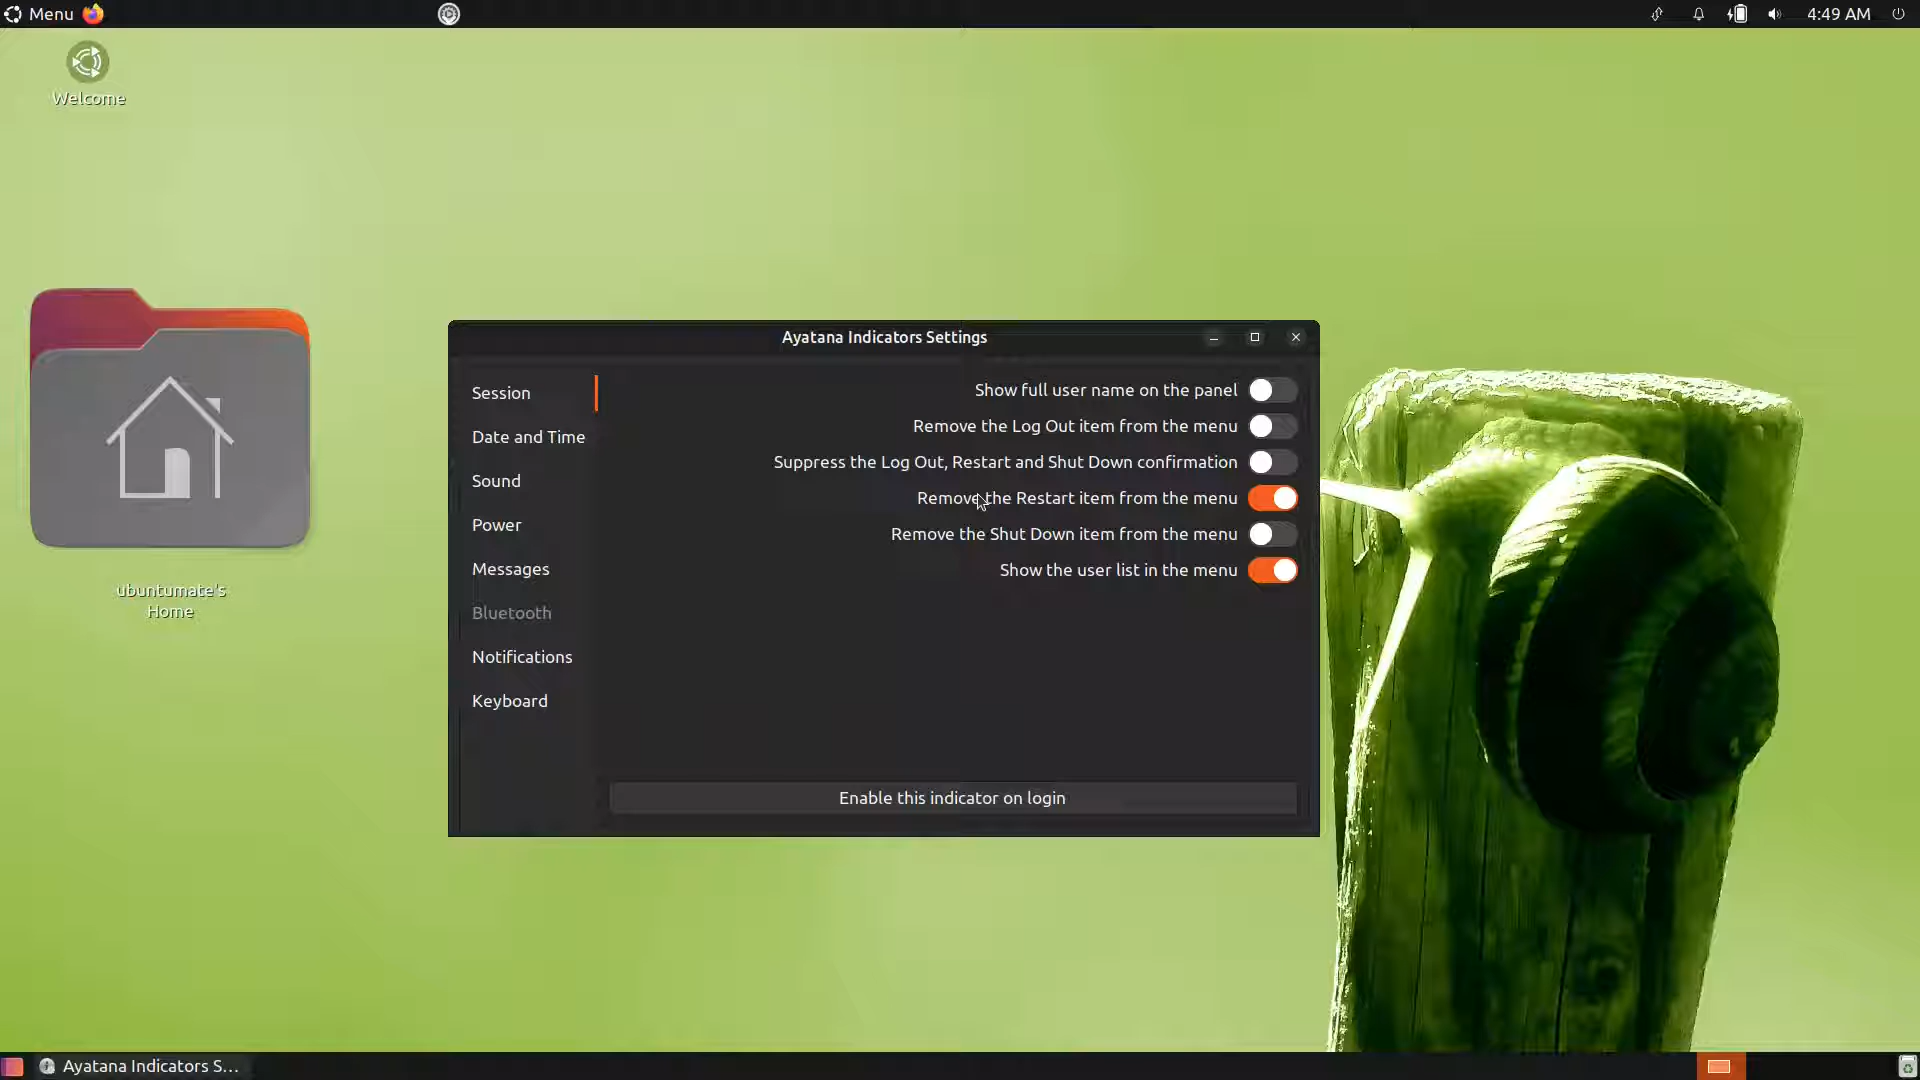 Menu
4:49 AM
Welcome
ubuntumate's
Home
Ayatana Indicators Settings
Session
Date and Time
Sound
Power
Messages
Bluetooth
Notifications
Keyboard
Show full user name on the panel
Remove the Log Out item from the menu
Suppress the Log Out, Restart and Shut Down confirmation
Remove the Restart item from the menu
Remove the Shut Down item from the menu
Show the user list in the menu
Enable this indicator on login
Ayatana Indicators S...